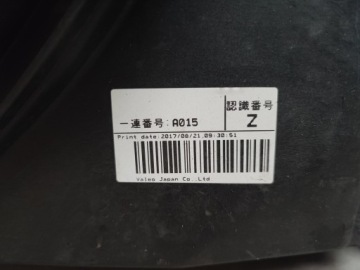 認識番号
一連番号:A015
Z
Print date:2017/08/21,09:30:51
Valeo Japan Co.,Ltd